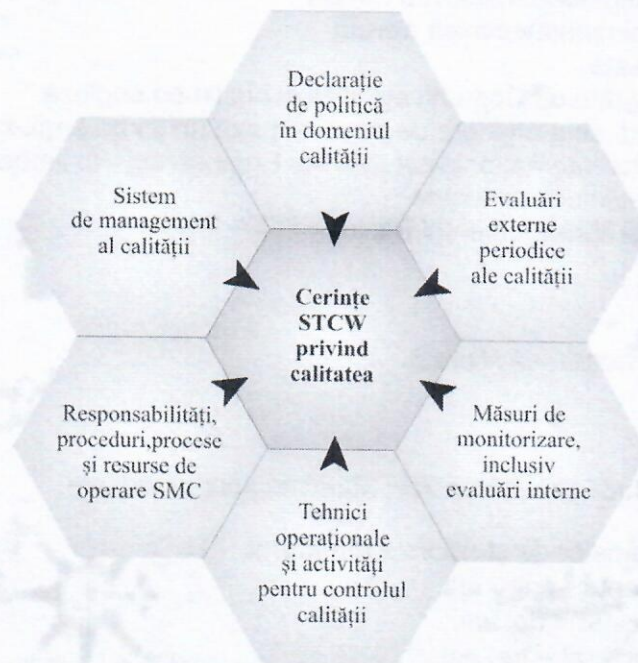 Declarație
de politică
în domeniul
calității
Sistem
de management
al calității
Evaluări
externe
periodice
ale calității
Cerințe
STCW
privind
calitatea
Responsabilități,
proceduri,procese
și resurse de
operare SMC
Măsuri de
monitorizare,
inclusiv
evaluări interne
Tehnici
operaționale
și activități
pentru controlul
calității